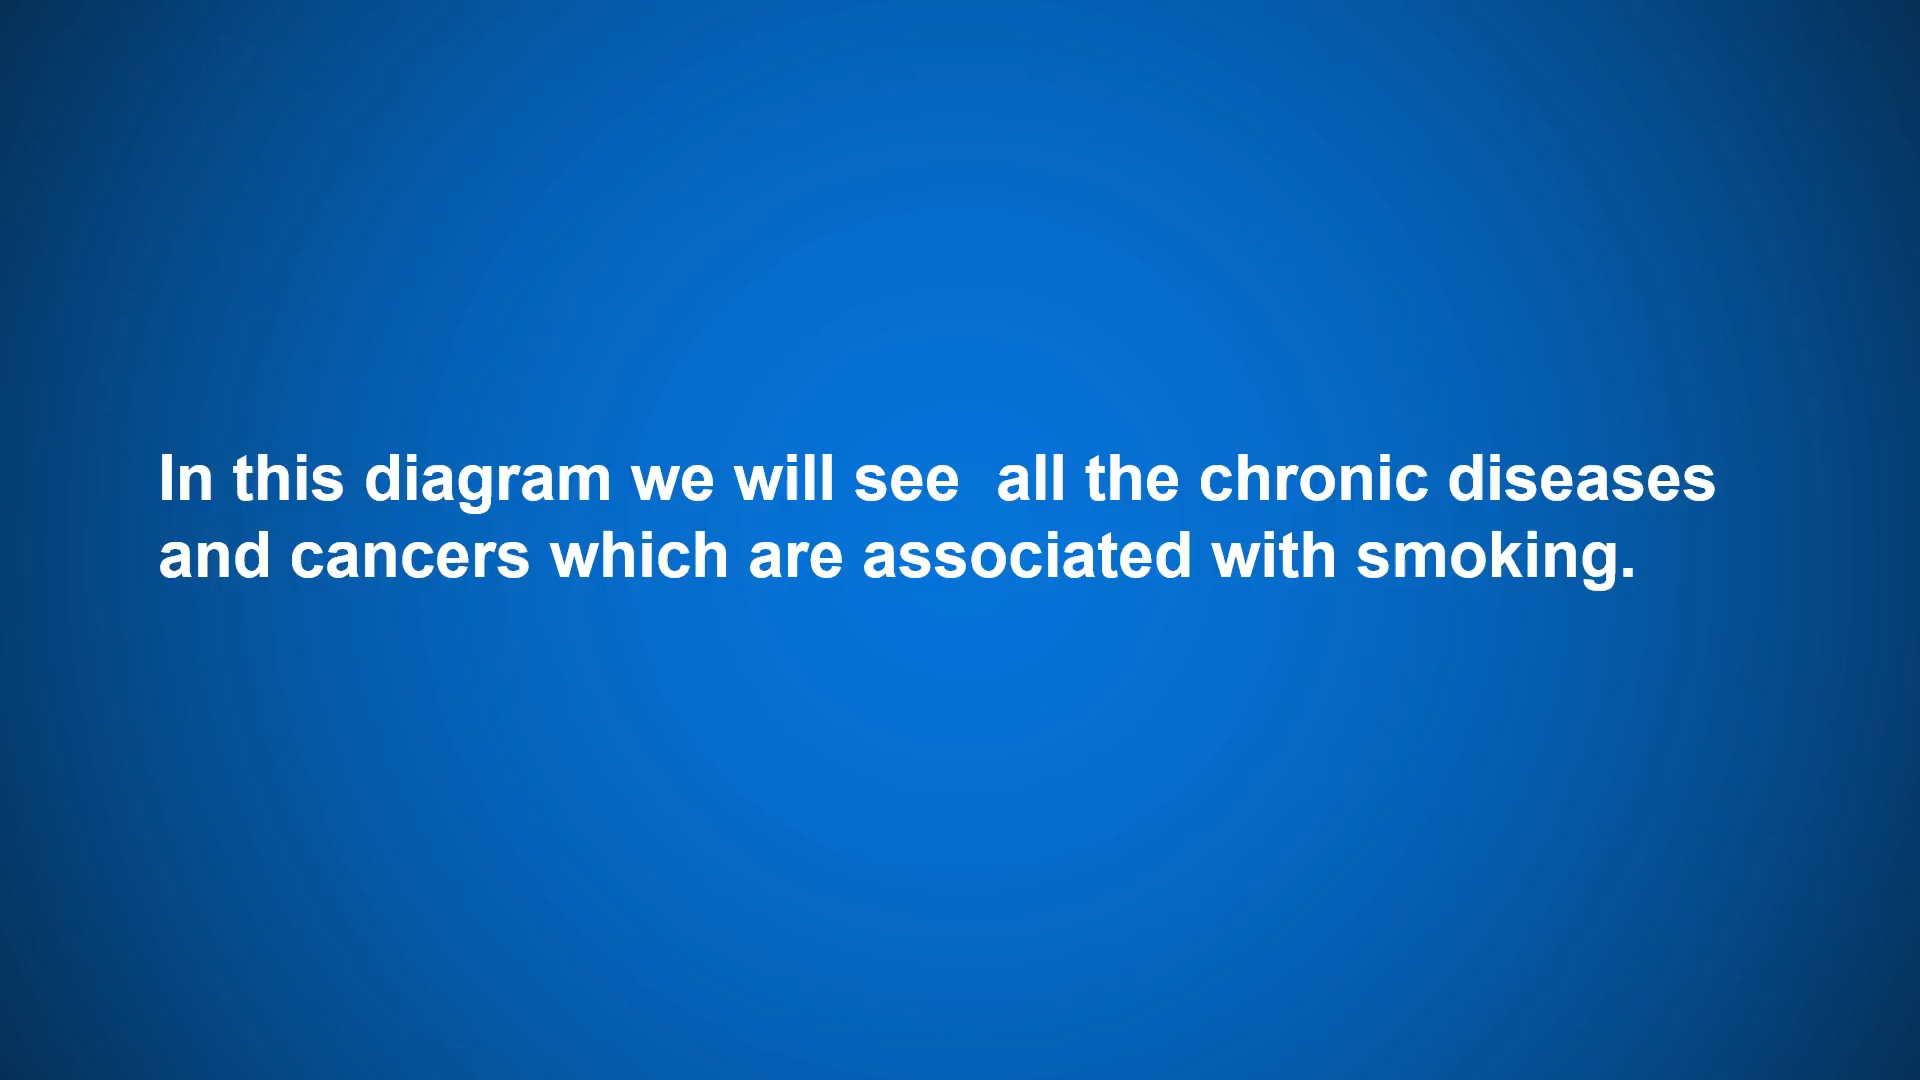 In this diagram we will see  all the chronic diseases
and cancers which are associated with smoking.